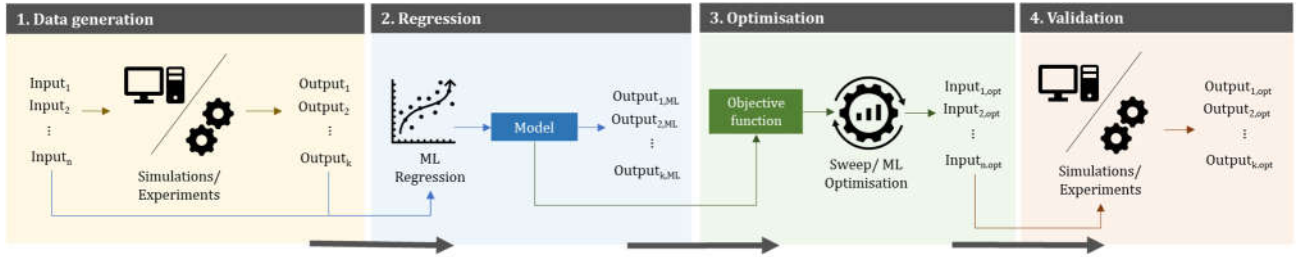 1. Data generation
Input1
Input2
⋮
Inputn
Simulations/
Experiments
Output1
Output2
⋮
Outputk
2. Regression
ML
Regression
Model
Output1,ML
Output2,ML
⋮
Outputk,ML
3. Optimisation
Objective
function
Sweep/ ML
Optimisation
Input1,opt
Input2,opt
⋮
Inputn.opt
4. Validation
Simulations/
Experiments
Output1,opt
Output2,opt
⋮
Outputk.opt